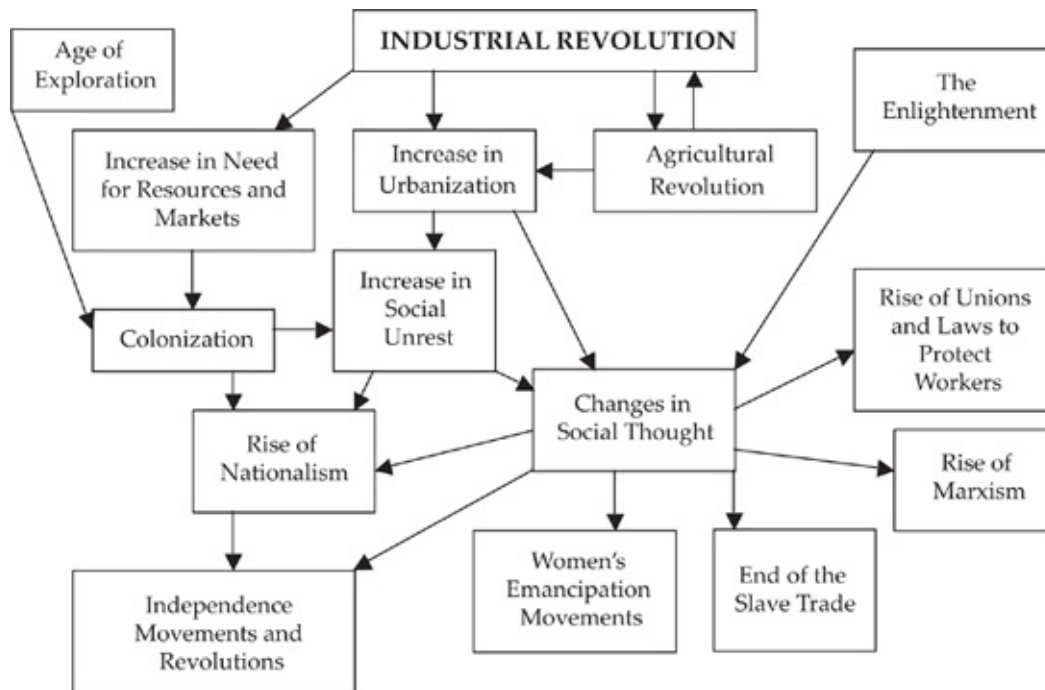 INDUSTRIAL REVOLUTION
Age of
Exploration
The
Enlightenment
Increase in Need
for Resources and
Markets
Increase in
Urbanization
Agricultural
Revolution
Increase in
Social
Unrest
Colonization
Rise of Unions
and Laws to
Protect
Workers
Changes in
Social Thought
Rise of
Nationalism
Rise of
Marxism
Women's
Emancipation
Movements
End of the
Slave Trade
Independence
Movements and
Revolutions